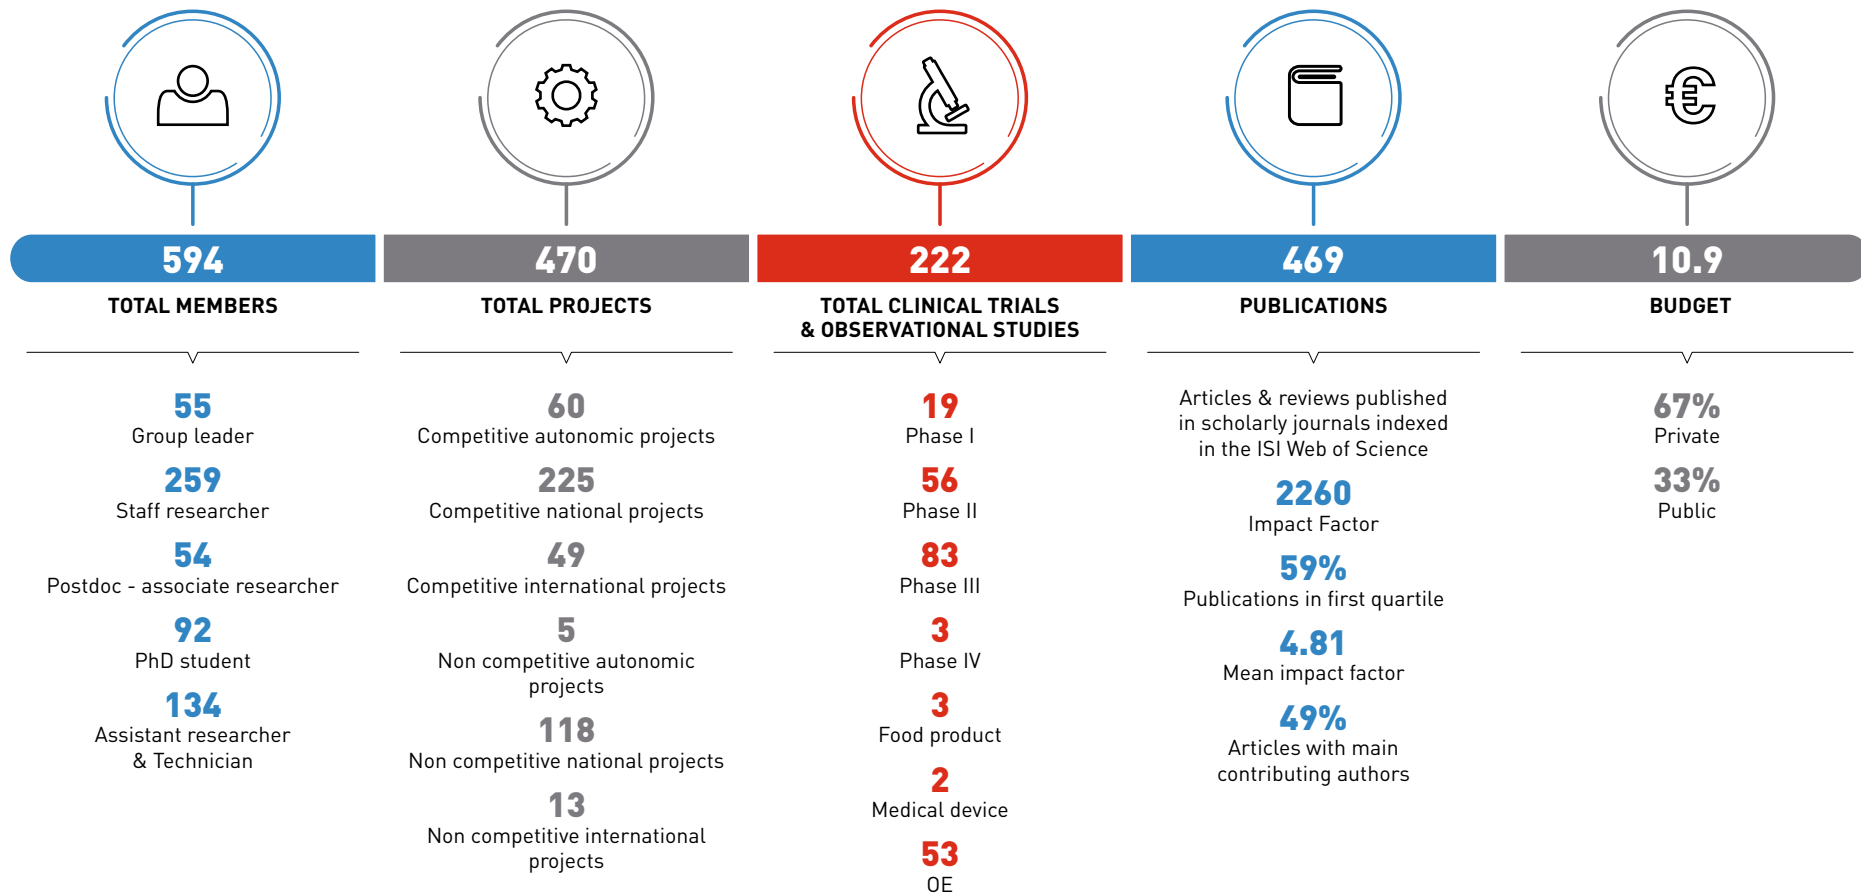 594
TOTAL MEMBERS
55
Group leader
259
Staff researcher
54
Postdoc - associate researcher
92
PhD student
134
Assistant researcher
& Technician
470
TOTAL PROJECTS
60
Competitive autonomic projects
225
Competitive national projects
49
Competitive international projects
5
Non competitive autonomic
projects
118
Non competitive national projects
13
Non competitive international
projects
222
TOTAL CLINICAL TRIALS
& OBSERVATIONAL STUDIES
19
Phase I
56
Phase II
83
Phase III
3
Phase IV
3
Food product
2
Medical device
53
OE
469
PUBLICATIONS
Articles & reviews published
in scholarly journals indexed
in the ISI Web of Science
2260
Impact Factor
59%
Publications in first quartile
4.81
Mean impact factor
49%
Articles with main
contributing authors
€
10.9
BUDGET
67%
Private
33%
Public